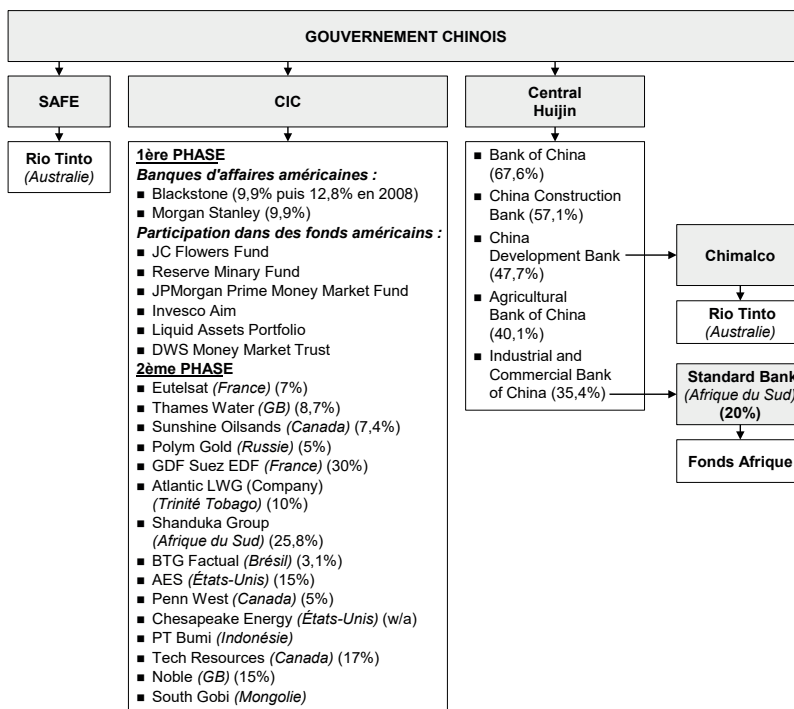 GOUVERNEMENT CHINOIS
SAFE
Rio Tinto
(Australie)
CIC
1ère PHASE
Banques d'affaires américaines :
■ Blackstone (9,9% puis 12,8% en 2008)
■ Morgan Stanley (9,9%)
Participation dans des fonds américains :
■ JC Flowers Fund
■ Reserve Minary Fund
■ JPMorgan Prime Money Market Fund
■ Invesco Aim
■ Liquid Assets Portfolio
■ DWS Money Market Trust
2ème PHASE
■ Eutelsat (France) (7%)
■ Thames Water (GB) (8,7%)
■ Sunshine Oilsands (Canada) (7,4%)
■ Polym Gold (Russie) (5%)
■ GDF Suez EDF (France) (30%)
■ Atlantic LWG (Company)
(Trinité Tobago) (10%)
■ Shanduka Group
(Afrique du Sud) (25,8%)
■ BTG Factual (Brésil) (3,1%)
■ AES (États-Unis) (15%)
■ Penn West (Canada) (5%)
■ Chesapeake Energy (États-Unis) (w/a)
■ PT Bumi (Indonésie)
■ Tech Resources (Canada) (17%)
■ Noble (GB) (15%)
■ South Gobi (Mongolie)
Central
Huijin
■ Bank of China
(67,6%)
■ China Construction
Bank (57,1%)
■ China
Development Bank
(47,7%)
■ Agricultural
Bank of China
(40,1%)
■ Industrial and
Commercial Bank
of China (35,4%)
Chimalco
Rio Tinto
(Australie)
Standard Bank
(Afrique du Sud)
(20%)
Fonds Afrique